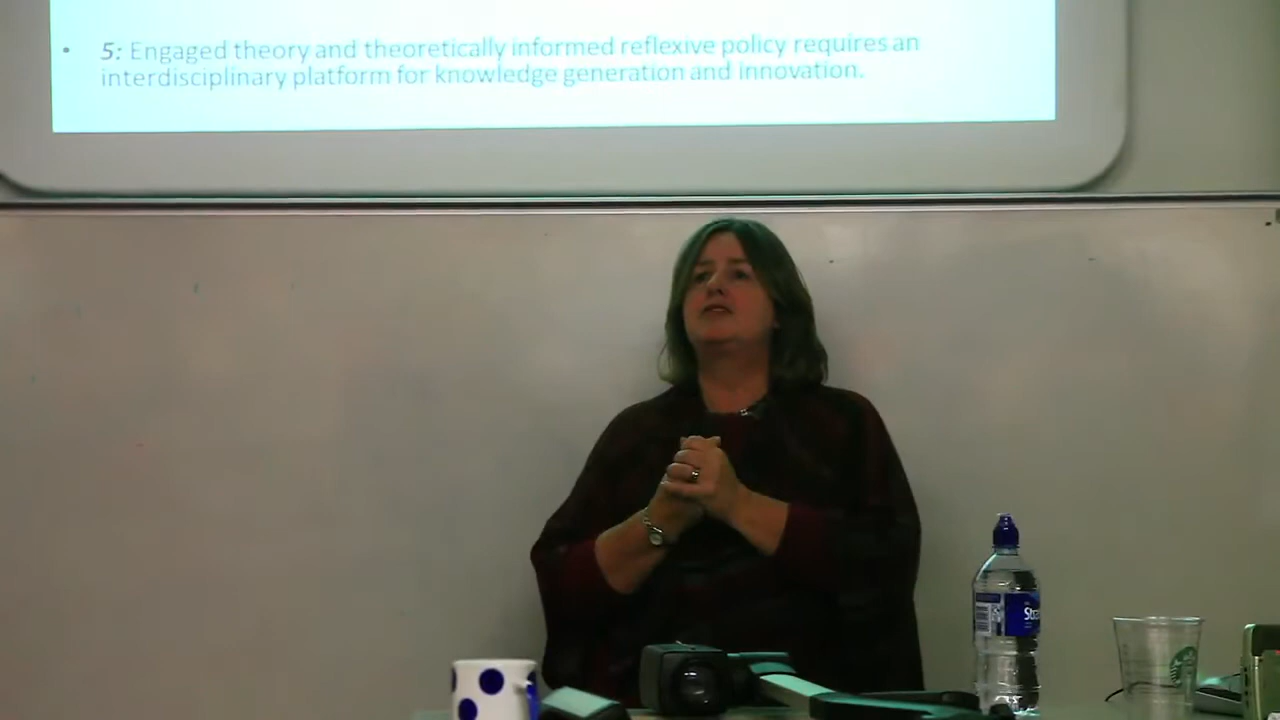 • 5: Engaged theory and theoretically informed reflexive policy requires an
interdisciplinary platform for knowledge generation and innovation.